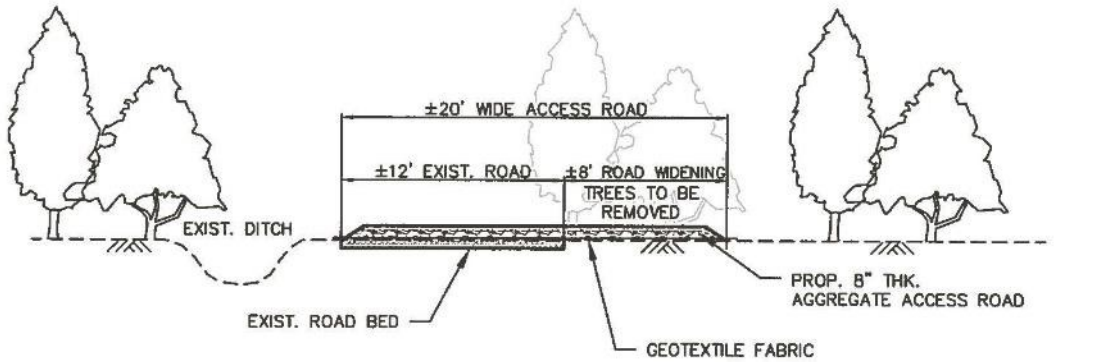 ±20' WIDE ACCESS ROAD
±12' EXIST. ROAD
±8' ROAD WIDENING
TREES TO BE
REMOVED
EXIST. DITCH
PROP. 8" THK.
AGGREGATE ACCESS ROAD
EXIST. ROAD BED
GEOTEXTILE FABRIC